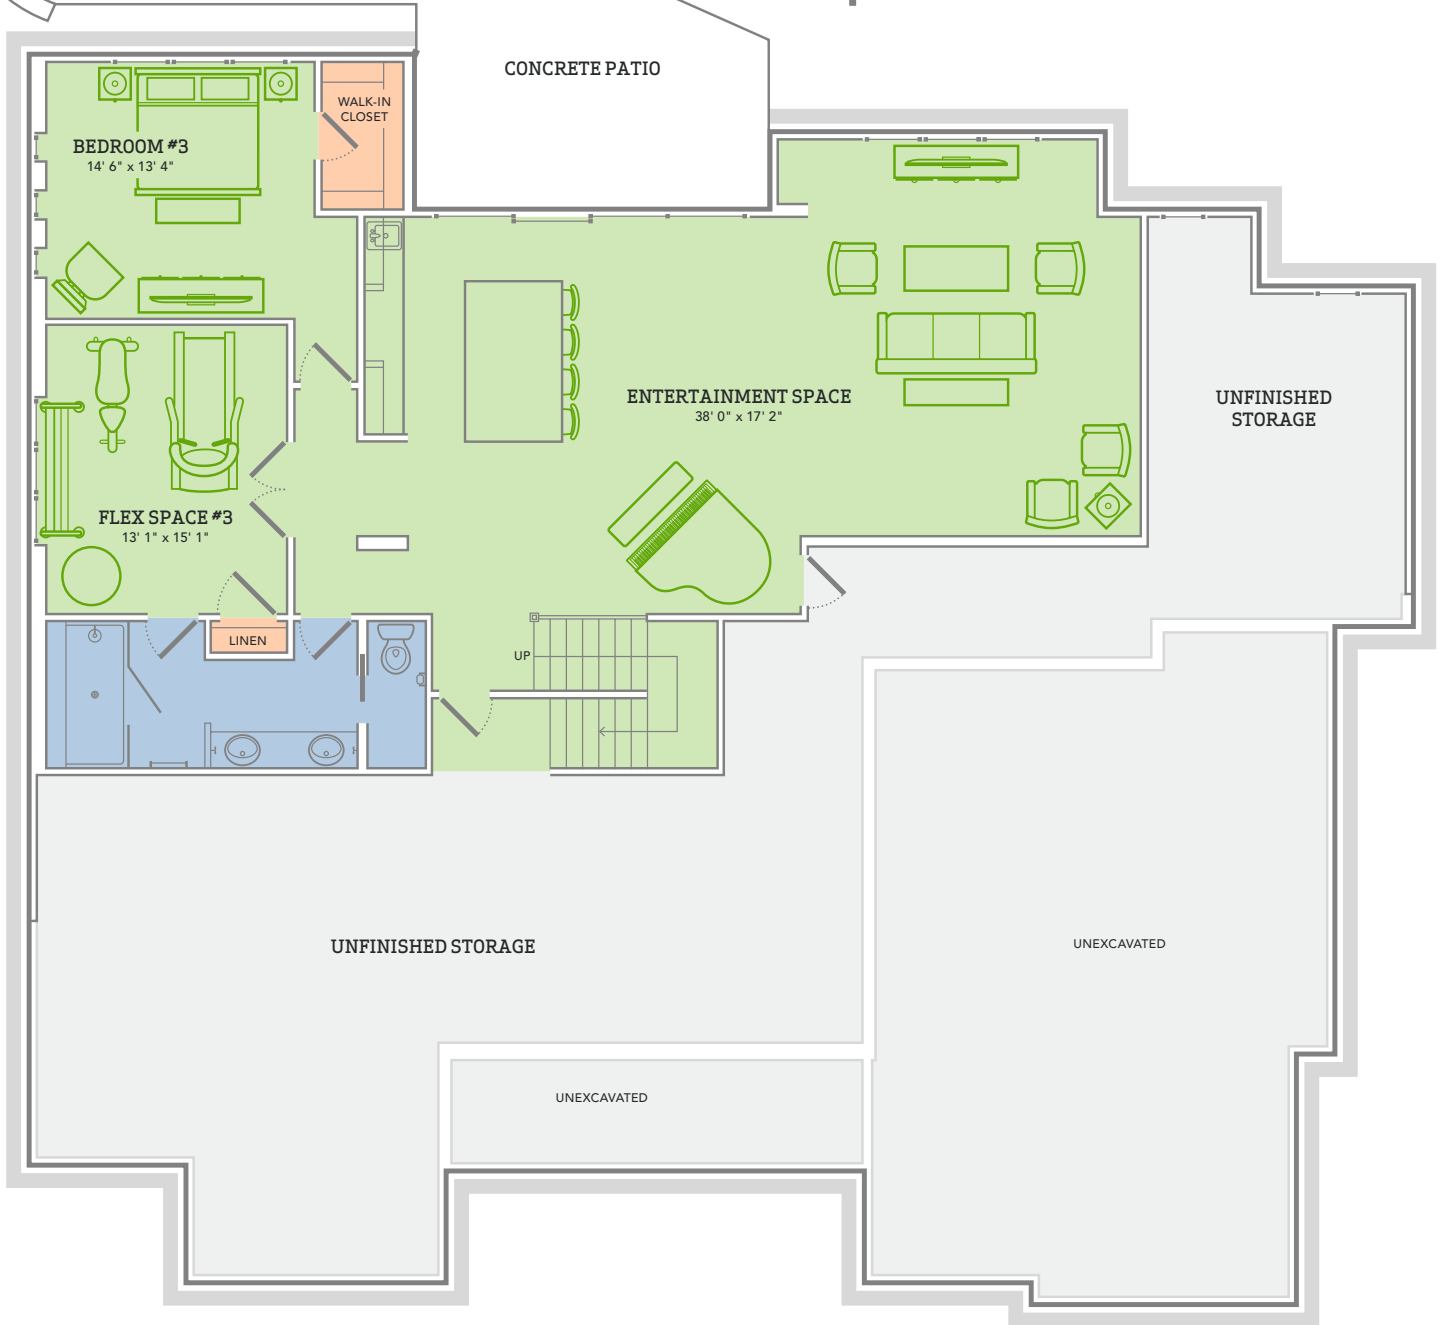 CONCRETE PATIO
WALK-IN
CLOSET
BEDROOM #3
14' 6" x 13' 4"
ENTERTAINMENT SPACE
38' 0" x 17' 2"
UNFINISHED
STORAGE
FLEX SPACE #3
13' 1" x 15' 1"
LINEN
UP
UNFINISHED STORAGE
UNEXCAVATED
UNEXCAVATED